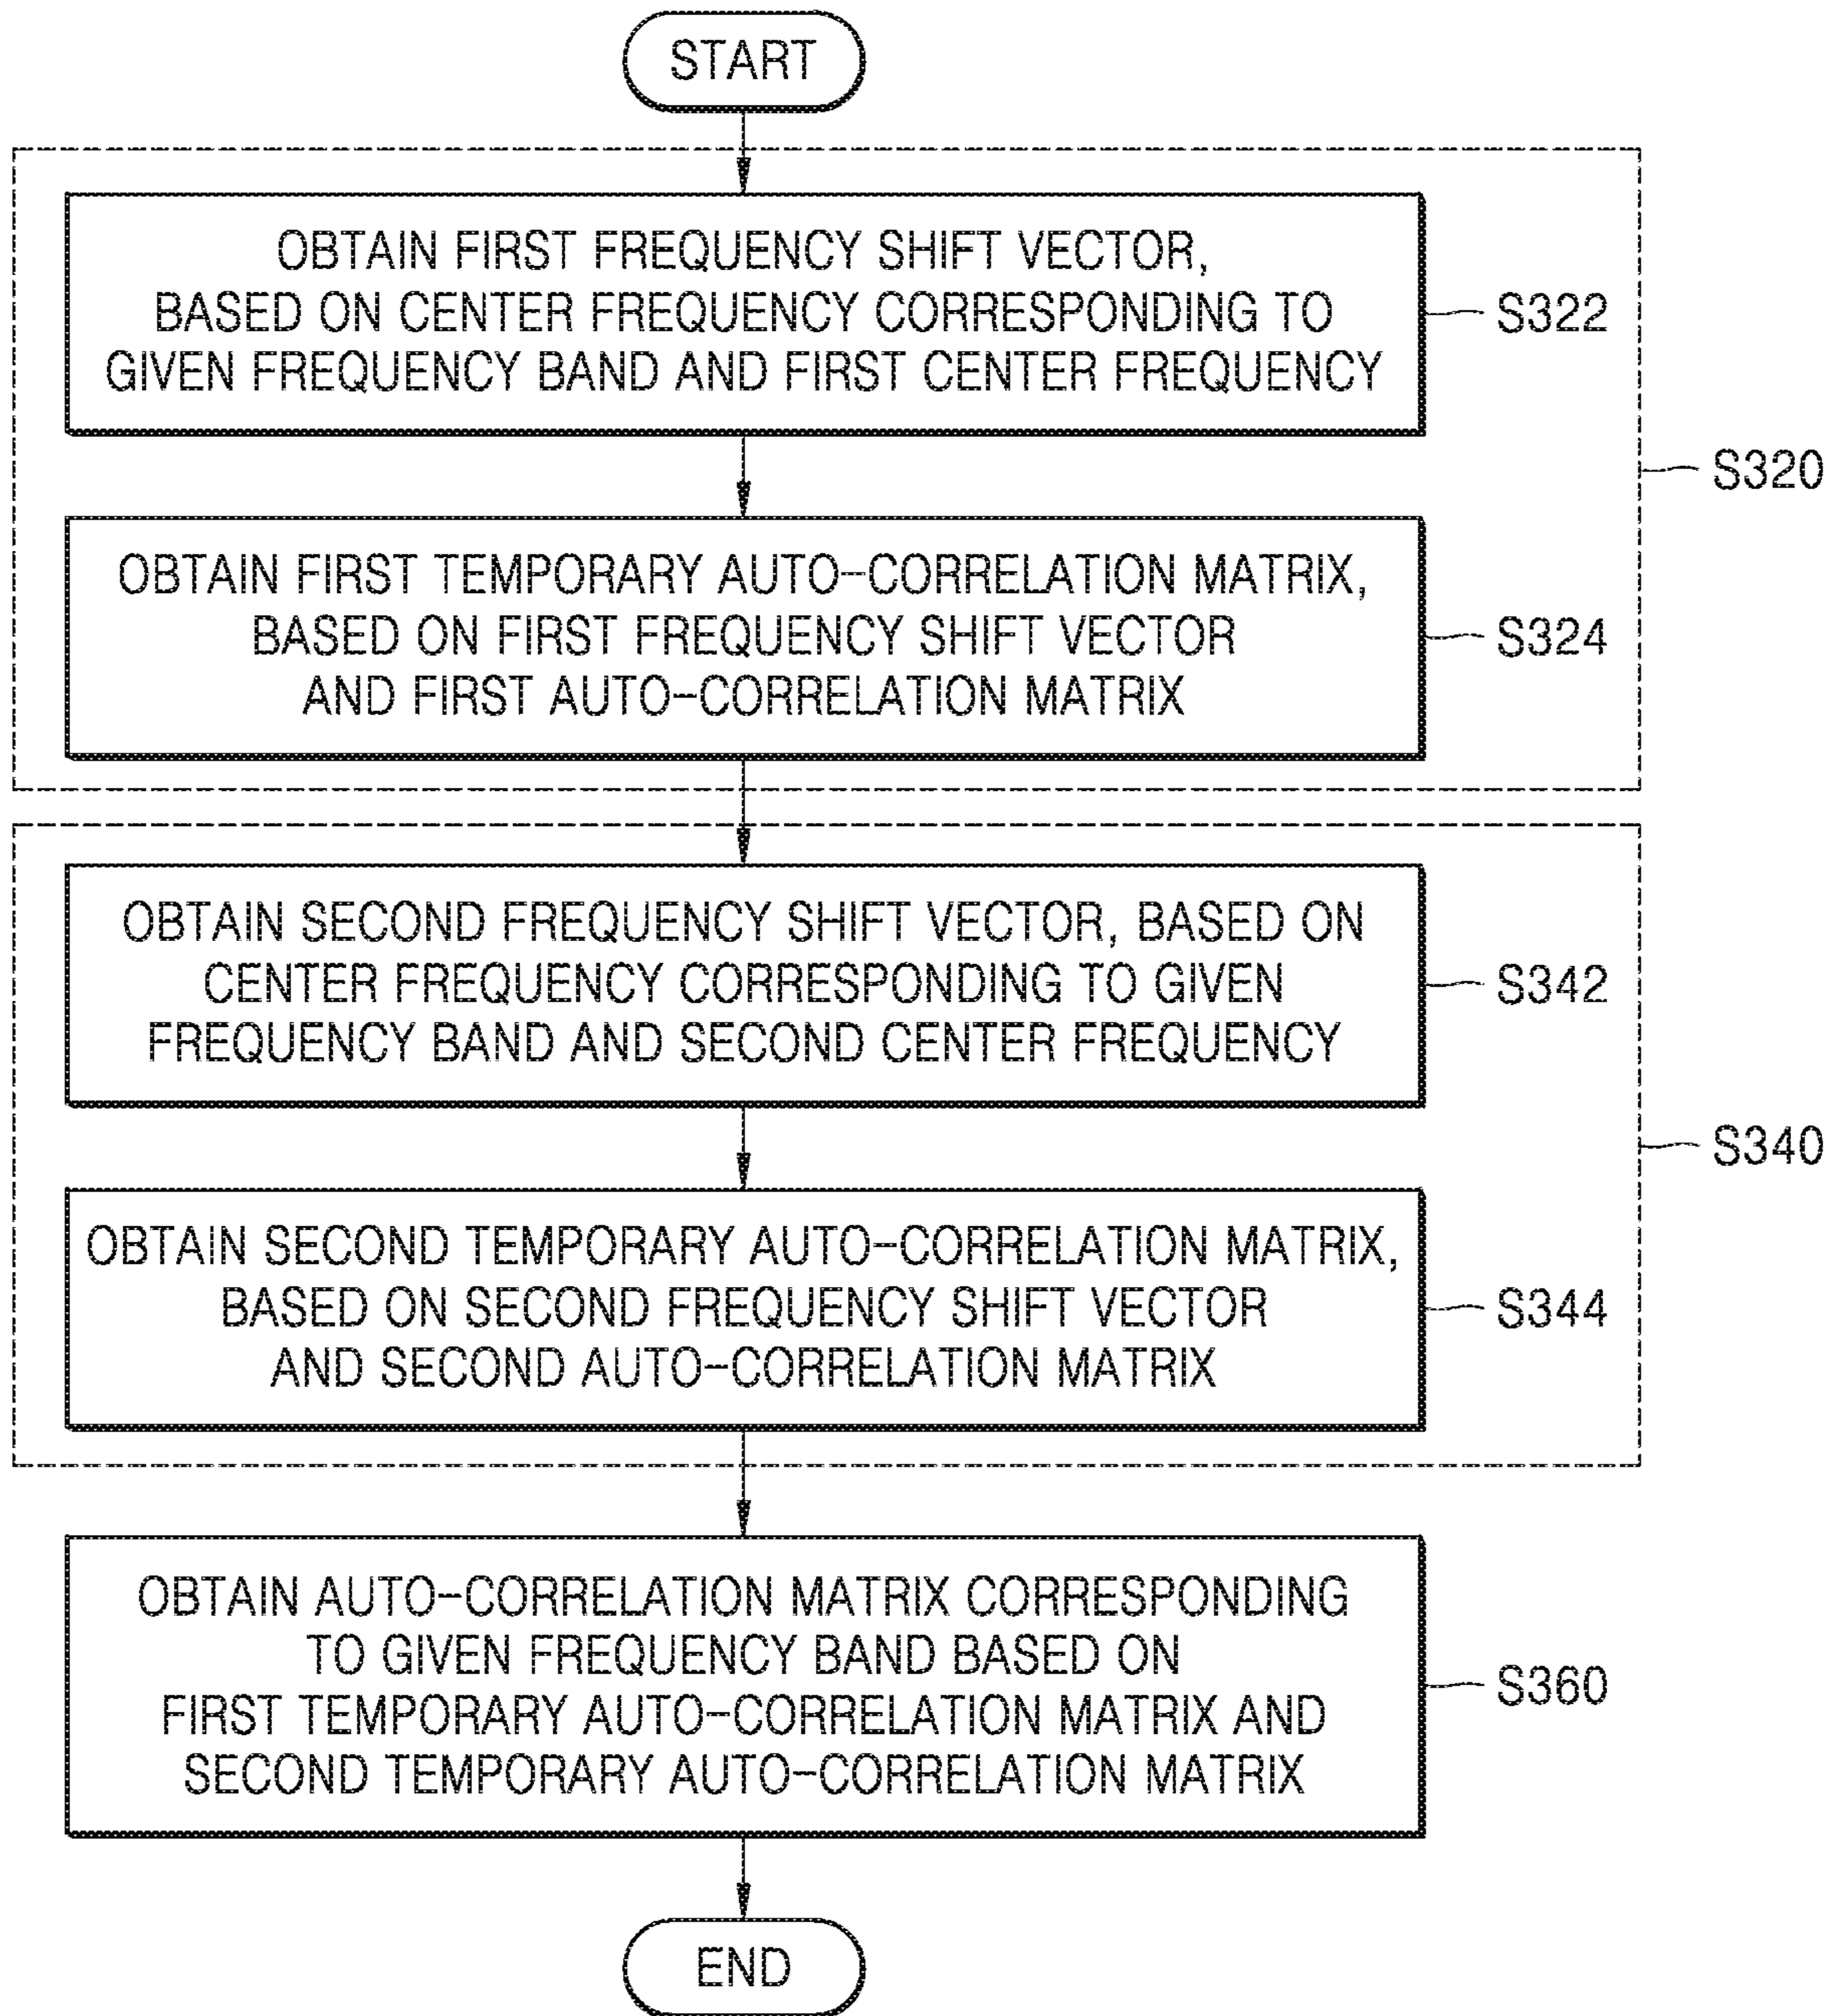 START
OBTAIN FIRST FREQUENCY SHIFT VECTOR,
BASED ON CENTER FREQUENCY CORRESPONDING TO
GIVEN FREQUENCY BAND AND FIRST CENTER FREQUENCY
S322
S320
OBTAIN FIRST TEMPORARY AUTO-CORRELATION MATRIX,
BASED ON FIRST FREQUENCY SHIFT VECTOR
AND FIRST AUTO-CORRELATION MATRIX
S324
OBTAIN SECOND FREQUENCY SHIFT VECTOR, BASED ON
CENTER FREQUENCY CORRESPONDING TO GIVEN
FREQUENCY BAND AND SECOND CENTER FREQUENCY
S342
S340
OBTAIN SECOND TEMPORARY AUTO-CORRELATION MATRIX,
BASED ON SECOND FREQUENCY SHIFT VECTOR
AND SECOND AUTO-CORRELATION MATRIX
S344
OBTAIN AUTO-CORRELATION MATRIX CORRESPONDING
TO GIVEN FREQUENCY BAND BASED ON
FIRST TEMPORARY AUTO-CORRELATION MATRIX AND
SECOND TEMPORARY AUTO-CORRELATION MATRIX
S360
END